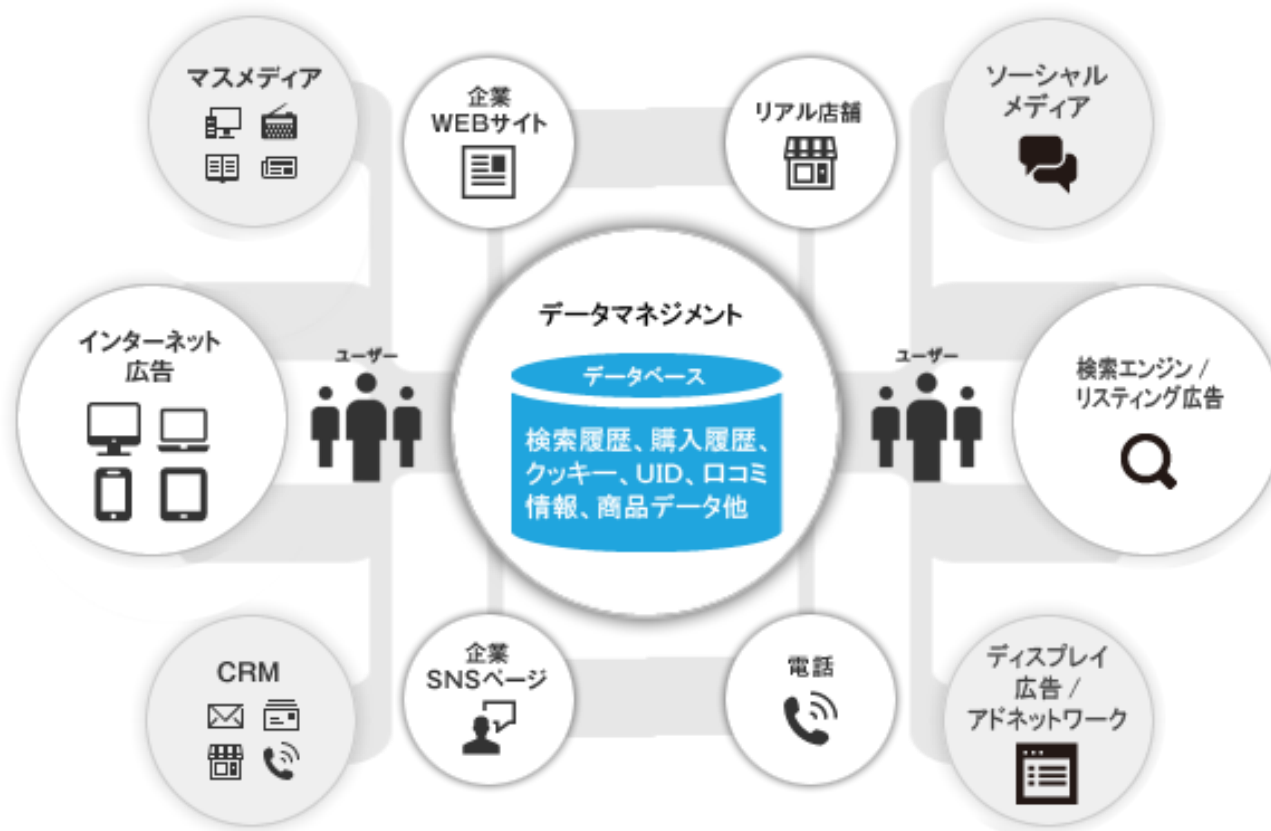 マスメディア
企業
WEBサイト
リアル店舗
ソーシャル
メディア
インターネット
広告
ユーザー
データマネジメント
データベース
検索履歴、購入履歴、
クッキー、UID、口コミ
情報、商品データ他
ユーザー
検索エンジン /
リスティング広告
CRM
企業
SNSページ
電話
ディスプレイ
広告 /
アドネットワーク